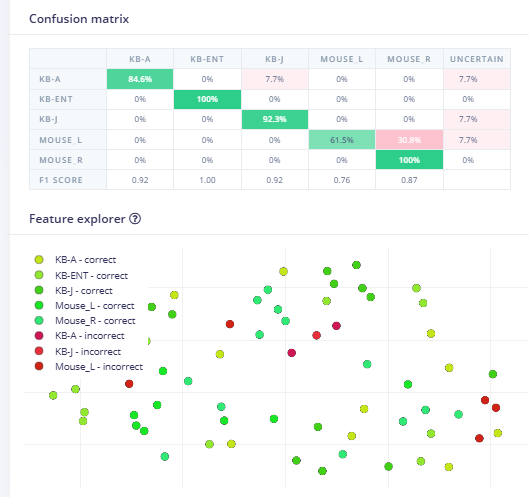 Confusion matrix
KB-A KB-ENT KB-J MOUSE_L MOUSE_R UNCERTAIN
KB-A 84.6% 0% 7.7% 0% 0% 7.7%
KB-ENT 0% 100% 0% 0% 0% 0%
KB-J 0% 0% 92.3% 0% 0% 7.7%
MOUSE_L 0% 0% 0% 61.5% 30.8% 7.7%
MOUSE_R 0% 0% 0% 0% 100% 0%
F1 SCORE 0.92 1.00 0.92 0.76 0.87
Feature explorer ?
KB-A - correct
KB-ENT - correct
KB-J - correct
Mouse_L - correct
Mouse_R - correct
KB-A - incorrect
KB-J - incorrect
Mouse_L - incorrect